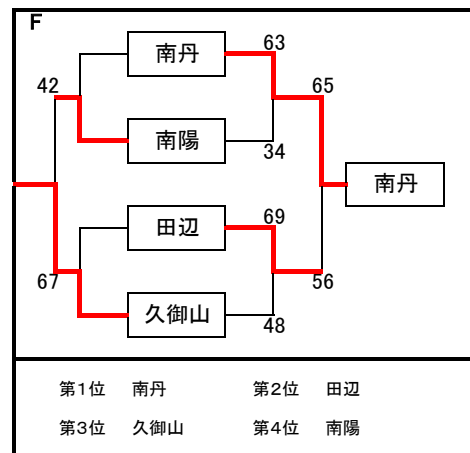 F
南丹
63
42
65
南陽
34
南丹
田辺
69
67
56
久御山
48
第1位 南丹 第2位 田辺
第3位 久御山 第4位 南陽